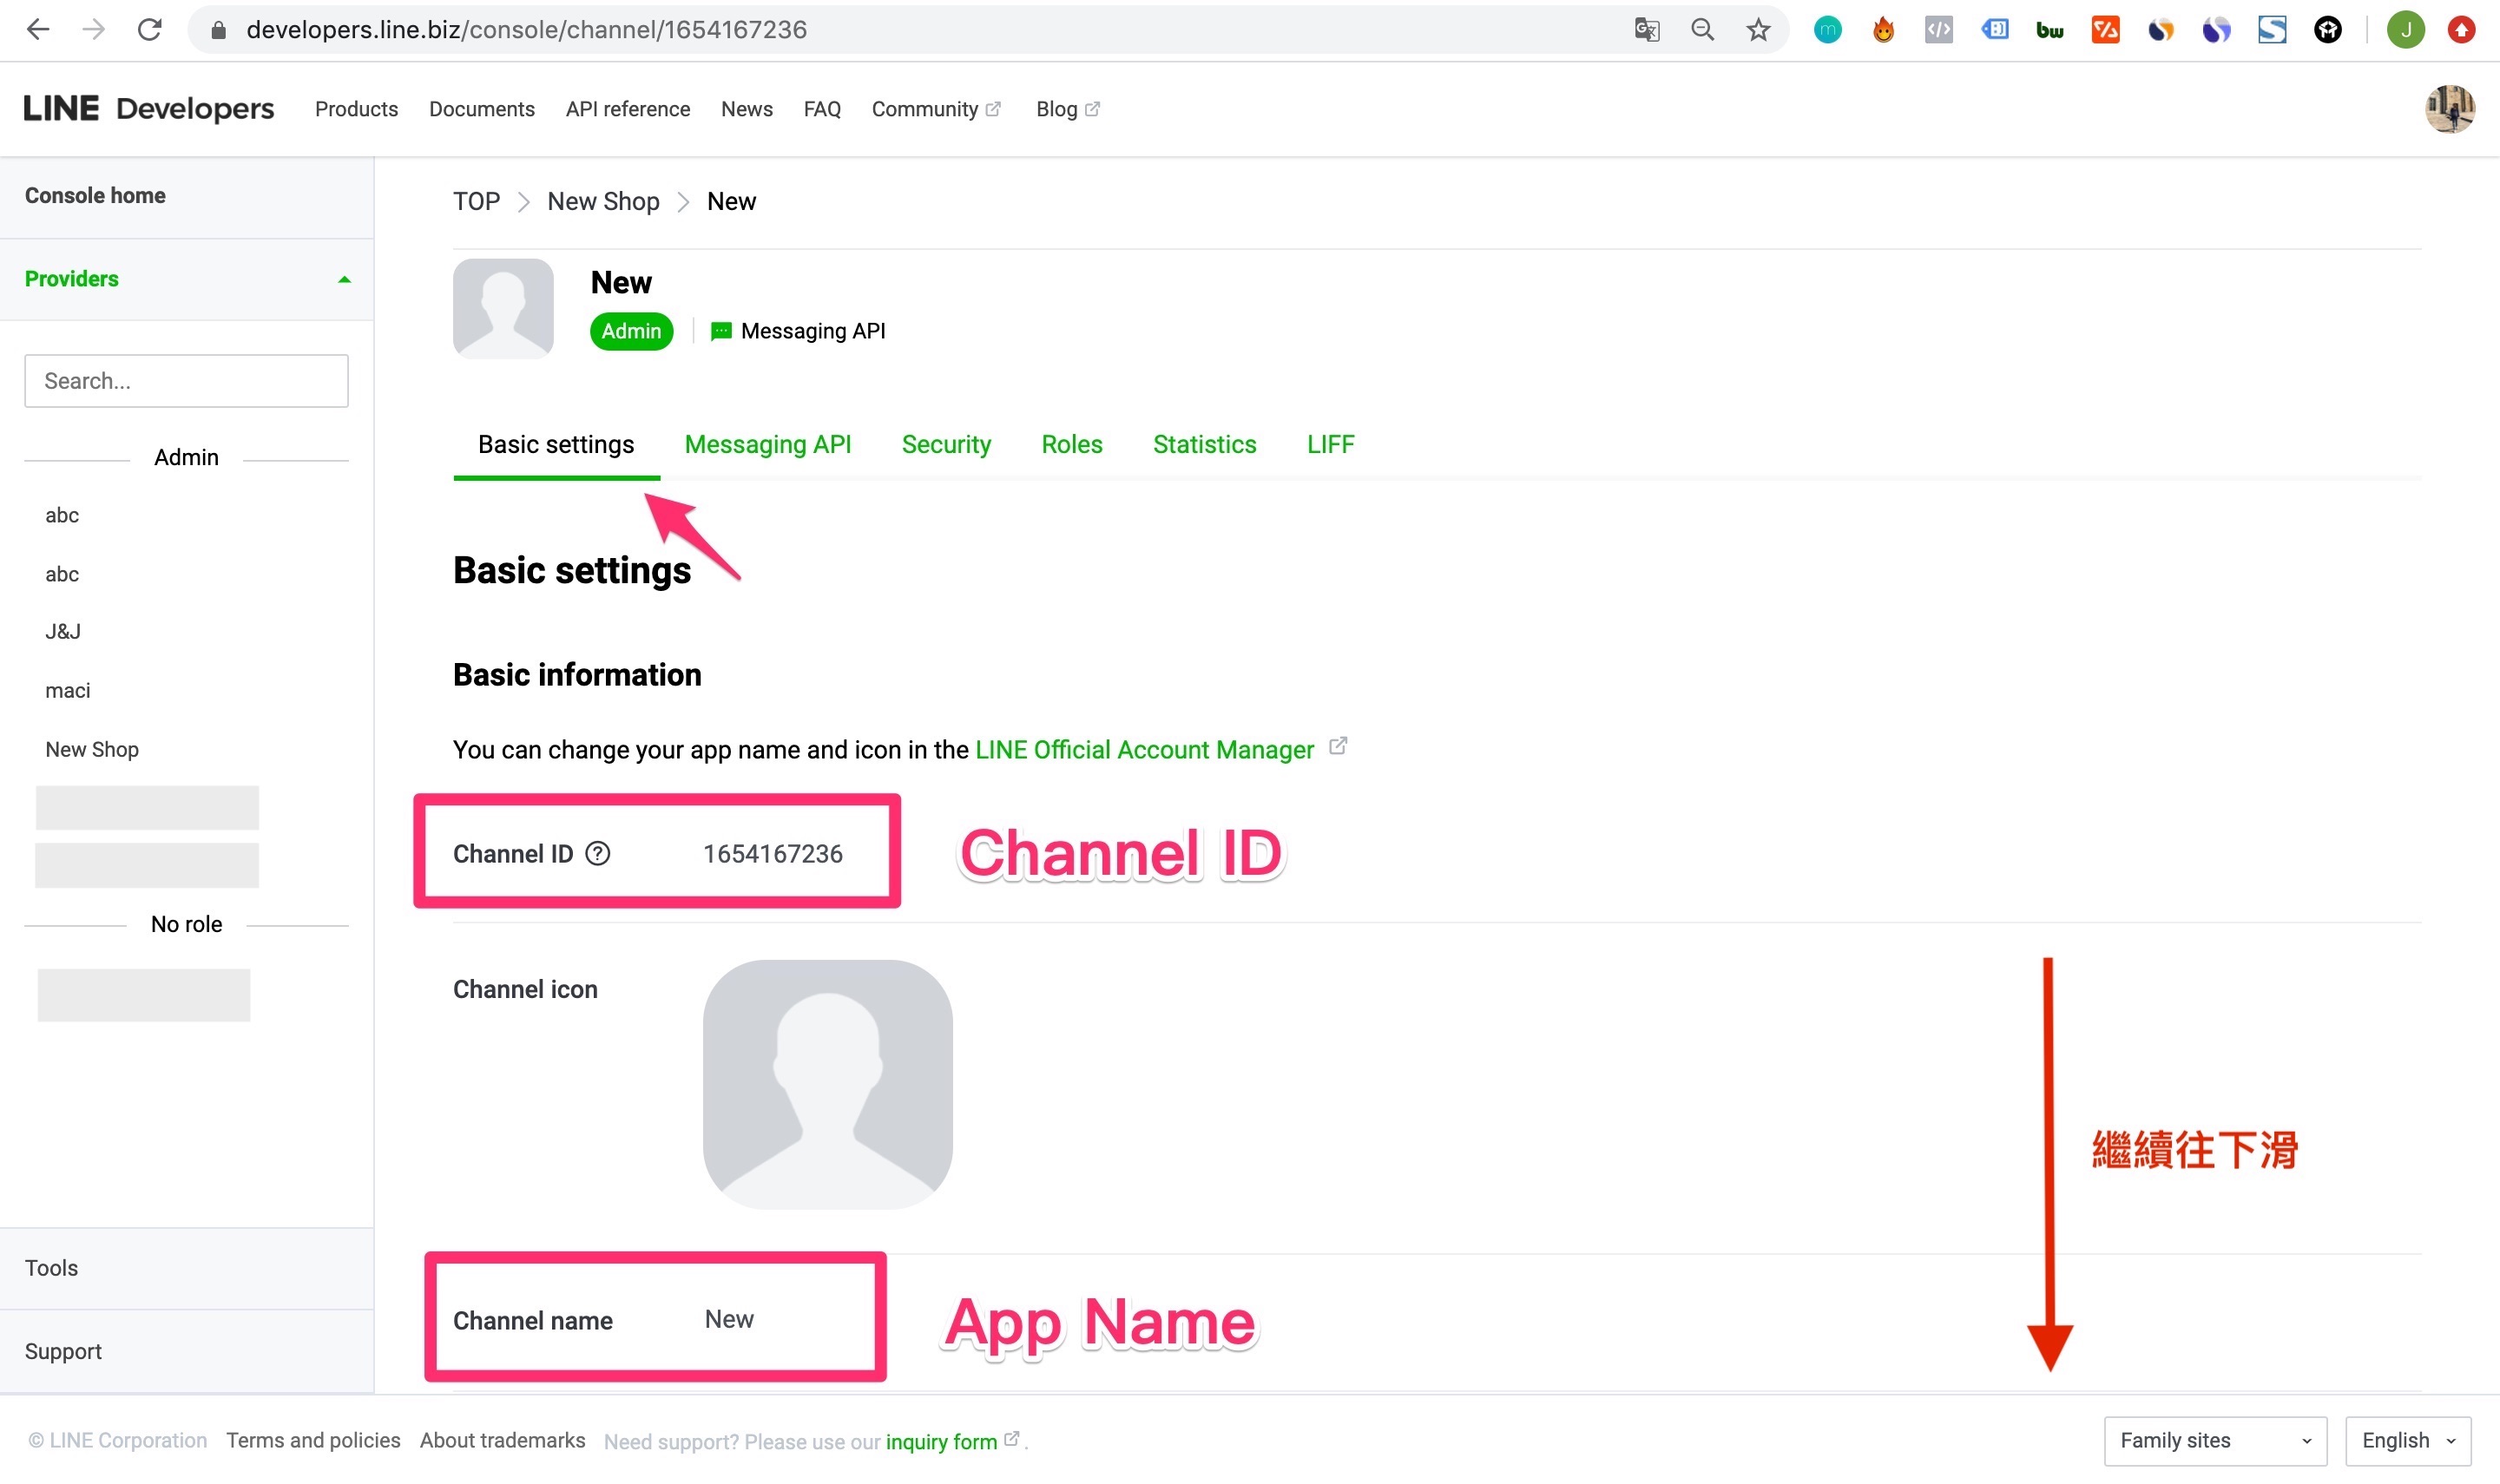 developers.line.biz/console/channel/1654167236
LINE Developers Products Documents API reference News FAQ Community Blog
Console home
Providers
Search...
Admin
abc
abc
J&J
maci
New Shop
No role
Tools
Support
TOP New Shop New
New
Admin Messaging API
Basic settings Messaging API Security Roles Statistics LIFF
Basic settings
Basic information
You can change your app name and icon in the LINE Official Account Manager
Channel ID ? 1654167236 Channel ID
Channel icon
繼續往下滑
Channel name New App Name
© LINE Corporation Terms and policies About trademarks Need support? Please use our inquiry form . Family sites English